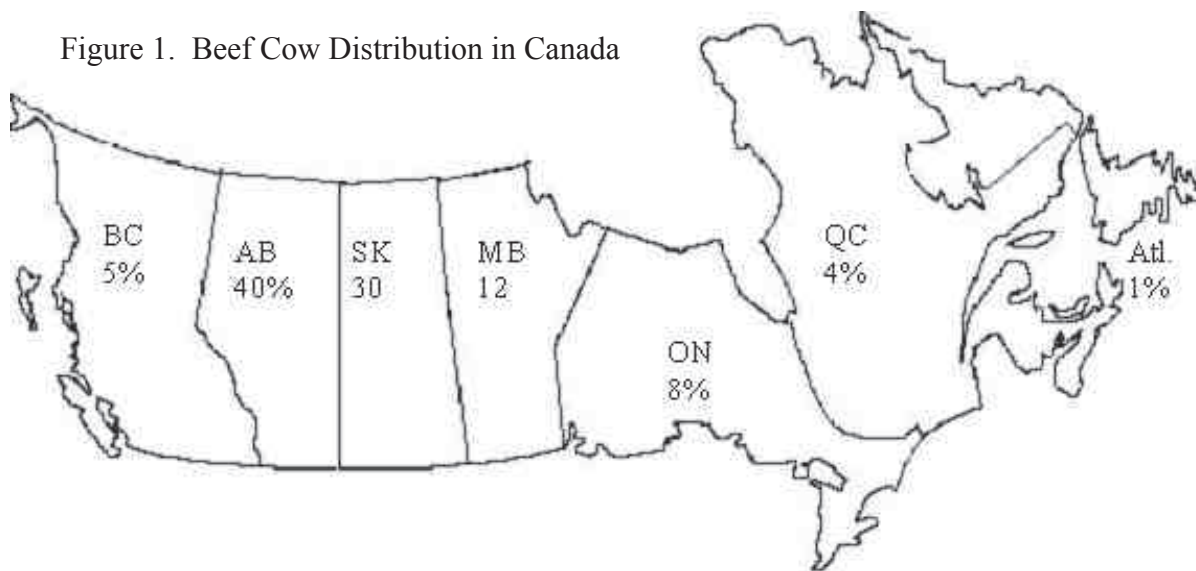 Figure 1. Beef Cow Distribution in Canada
BC
5%
AB
40%
SK
30
MB
12
ON
8%
QC
4%
Atl.
1%